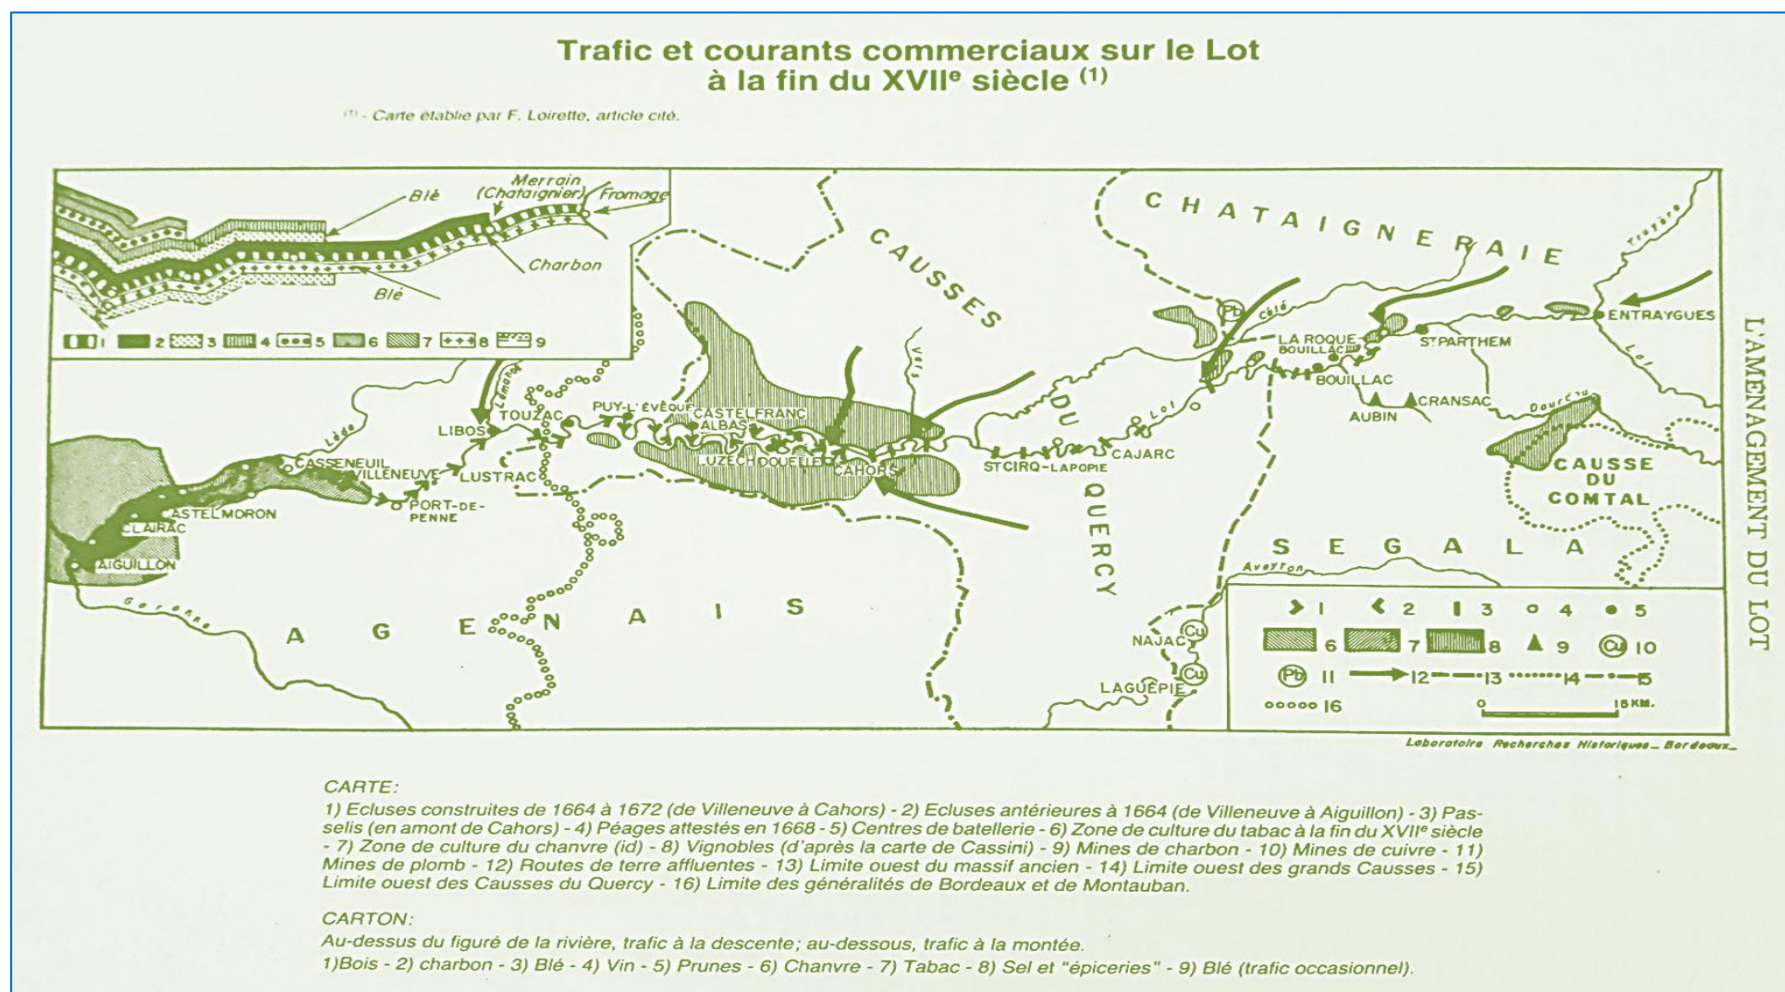 Trafic et courants commerciaux sur le Lot
à la fin du XVIIe siècle (1)
(1) - Carte établie par F. Loirette, article cité.
Blé
Merrain
(Chataignier)
Fromage
Charbon
Blé
1 2 3 4 5 6 7 8 9
CHATAIGNERAIE
CAUSSES
DU
QUERCY
Truyère
Célé
Vers
Lot
Lot
Dourdou
Lémance
Lède
Garonne
Aveyron
Pb
ENTRAYGUES
ST PARTHEM
LA ROQUE
BOUILLAC
BOUILLAC
AUBIN
CRANSAC
CAUSSE
DU
COMTAL
SEGALA
CAJARC
ST CIRQ-LAPOPIE
CAHORS
DOUELLE
LUZECH
ALBAS
CASTELFRANC
PUY-L'ÉVÊQUE
TOUZAC
LIBOS
LUSTRAC
PORT-DE-
PENNE
VILLENEUVE
CASSENEUIL
CASTELMORON
CLAIRAC
AIGUILLON
AGENAIS
NAJAC
Cu
LAGUÉPIE
Cu
1 2 3 4 5
6 7 8 9 Cu 10
Pb 11 12 13 14 15
16 0 15 KM.
Laboratoire Recherches Historiques _ Bordeaux _
L'AMÉNAGEMENT DU LOT
CARTE:
1) Ecluses construites de 1664 à 1672 (de Villeneuve à Cahors) - 2) Ecluses antérieures à 1664 (de Villeneuve à Aiguillon) - 3) Pas-
selis (en amont de Cahors) - 4) Péages attestés en 1668 - 5) Centres de batellerie - 6) Zone de culture du tabac à la fin du XVIIe siècle
- 7) Zone de culture du chanvre (id) - 8) Vignobles (d'après la carte de Cassini) - 9) Mines de charbon - 10) Mines de cuivre - 11)
Mines de plomb - 12) Routes de terre affluentes - 13) Limite ouest du massif ancien - 14) Limite ouest des grands Causses - 15)
Limite ouest des Causses du Quercy - 16) Limite des généralités de Bordeaux et de Montauban.
CARTON:
Au-dessus du figuré de la rivière, trafic à la descente; au-dessous, trafic à la montée.
1)Bois - 2) charbon - 3) Blé - 4) Vin - 5) Prunes - 6) Chanvre - 7) Tabac - 8) Sel et "épiceries" - 9) Blé (trafic occasionnel).